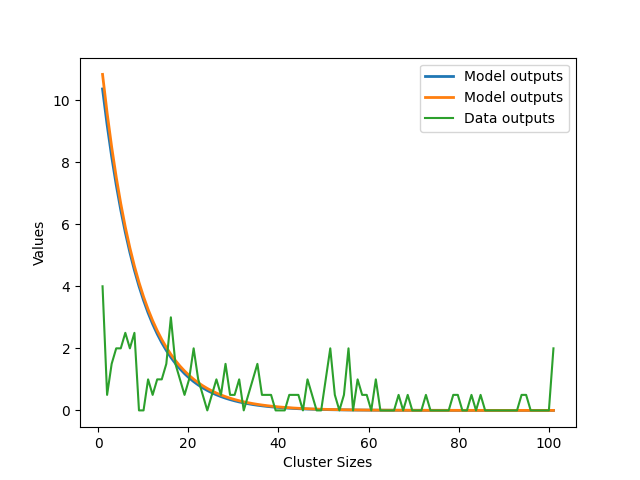 Model outputs
Model outputs
Data outputs
10
8
6
4
2
0
Values
0 20 40 60 80 100
Cluster Sizes